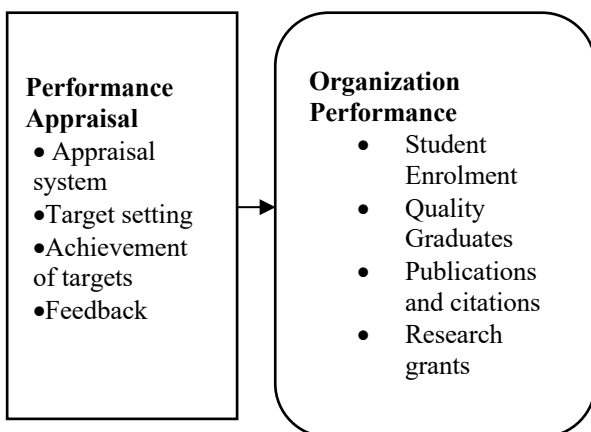 Performance
Appraisal
• Appraisal
system
•Target setting
•Achievement
of targets
•Feedback
Organization
Performance
• Student
Enrolment
• Quality
Graduates
• Publications
and citations
• Research
grants